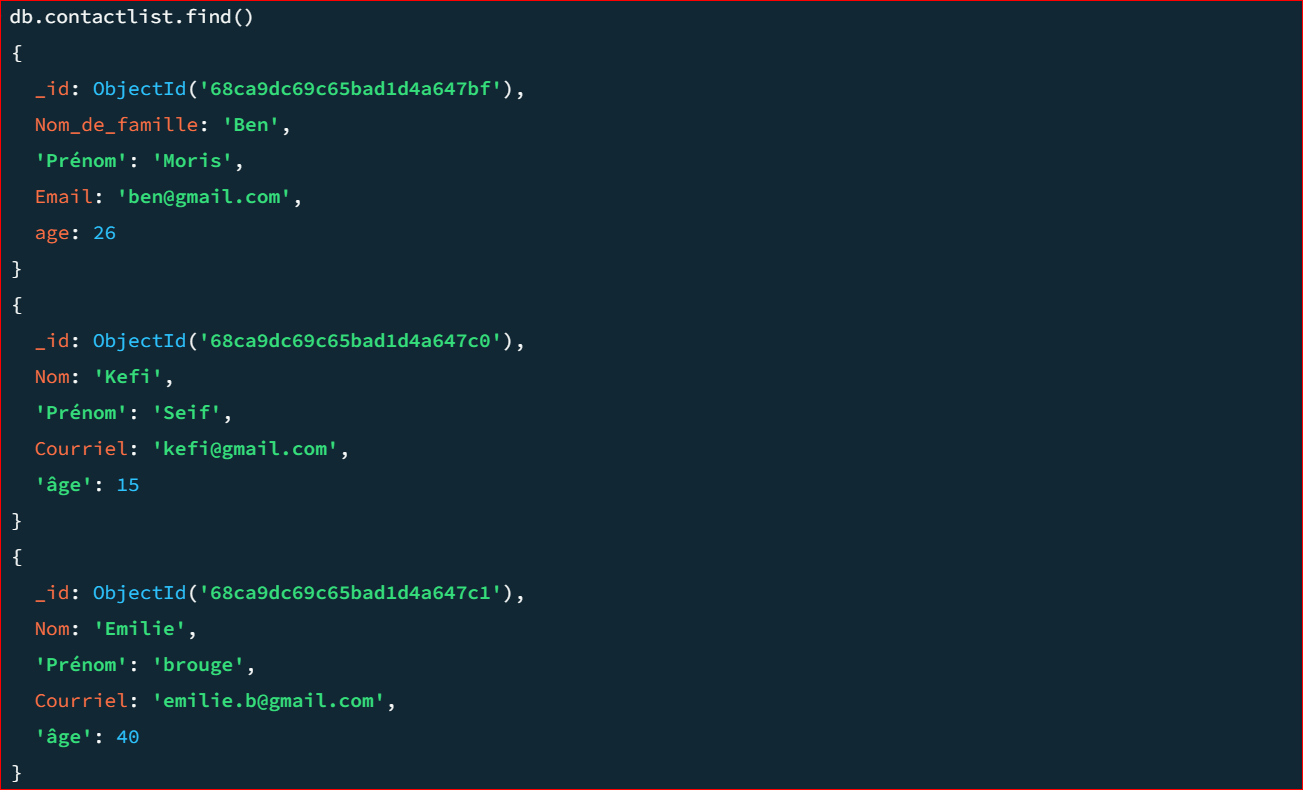 db.contactlist.find()
{
  _id: ObjectId('68ca9dc69c65bad1d4a647bf'),
  Nom_de_famille: 'Ben',
  'Prénom': 'Moris',
  Email: 'ben@gmail.com',
  age: 26
}
{
  _id: ObjectId('68ca9dc69c65bad1d4a647c0'),
  Nom: 'Kefi',
  'Prénom': 'Seif',
  Courriel: 'kefi@gmail.com',
  'âge': 15
}
{
  _id: ObjectId('68ca9dc69c65bad1d4a647c1'),
  Nom: 'Emilie',
  'Prénom': 'brouge',
  Courriel: 'emilie.b@gmail.com',
  'âge': 40
}